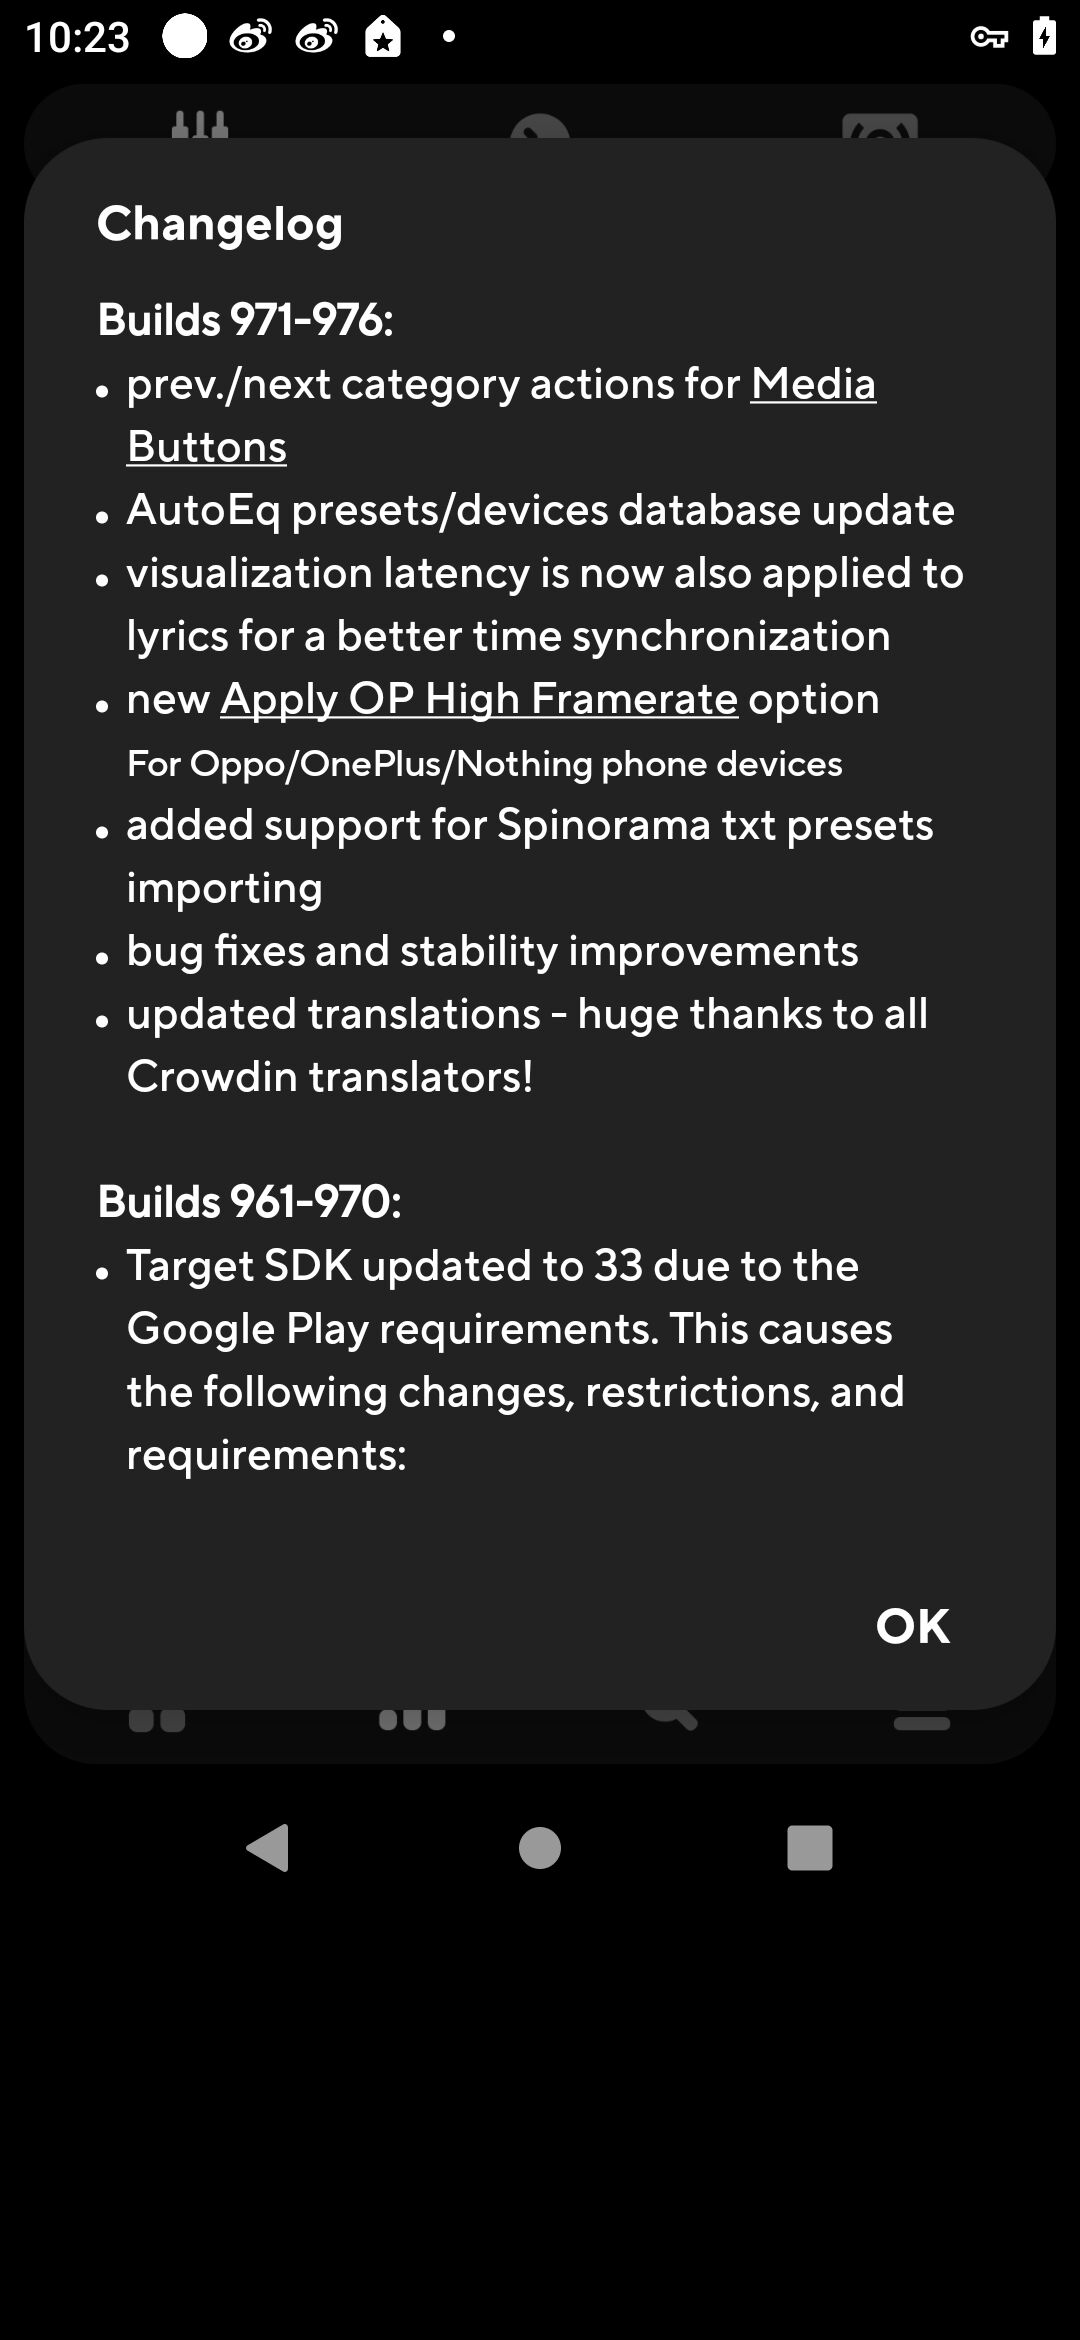 10:23
Changelog
Builds 971-976:
• prev./next category actions for Media
Buttons
• AutoEq presets/devices database update
• visualization latency is now also applied to
lyrics for a better time synchronization
• new Apply OP High Framerate option
For Oppo/OnePlus/Nothing phone devices
• added support for Spinorama txt presets
importing
• bug fixes and stability improvements
• updated translations - huge thanks to all
Crowdin translators!
Builds 961-970:
• Target SDK updated to 33 due to the
Google Play requirements. This causes
the following changes, restrictions, and
requirements:
OK